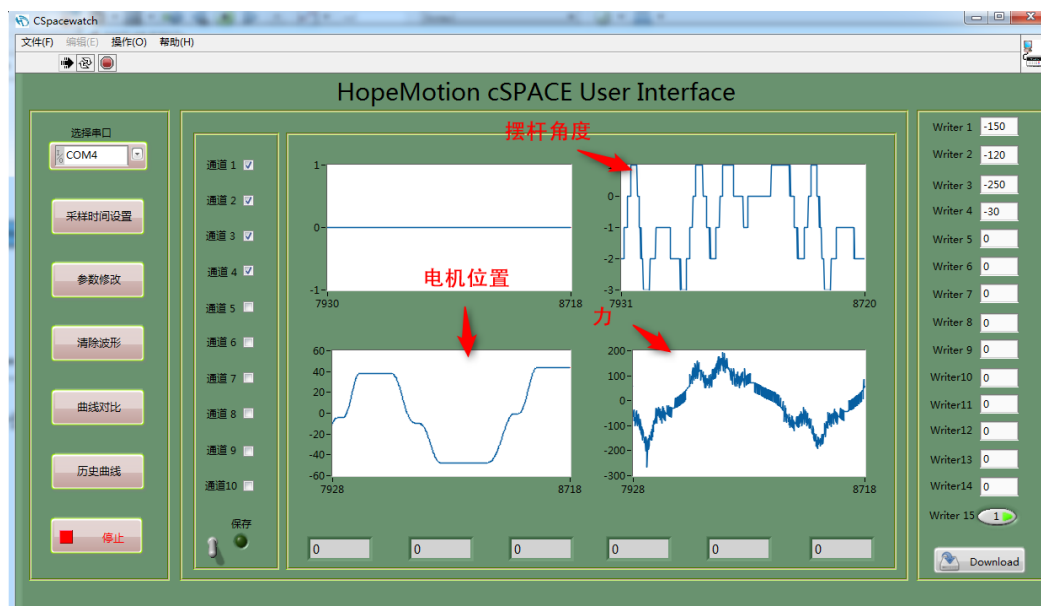 CSpacewatch
文件(F) 编辑(E) 操作(O) 帮助(H)
HopeMotion cSPACE User Interface
选择串口
COM4
采样时间设置
参数修改
清除波形
曲线对比
历史曲线
停止
通道 1
通道 2
通道 3
通道 4
通道 5
通道 6
通道 7
通道 8
通道 9
通道10
保存
1
0
-1
7930 8718
摆杆角度
0
-1
-2
-3
7931 8720
电机位置
60
40
20
0
-20
-40
-60
7928 8718
力
200
100
0
-100
-200
-300
7928 8718
0 0 0 0 0 0
Writer 1 -150
Writer 2 -120
Writer 3 -250
Writer 4 -30
Writer 5 0
Writer 6 0
Writer 7 0
Writer 8 0
Writer 9 0
Writer10 0
Writer11 0
Writer12 0
Writer13 0
Writer14 0
Writer 15 1
Download